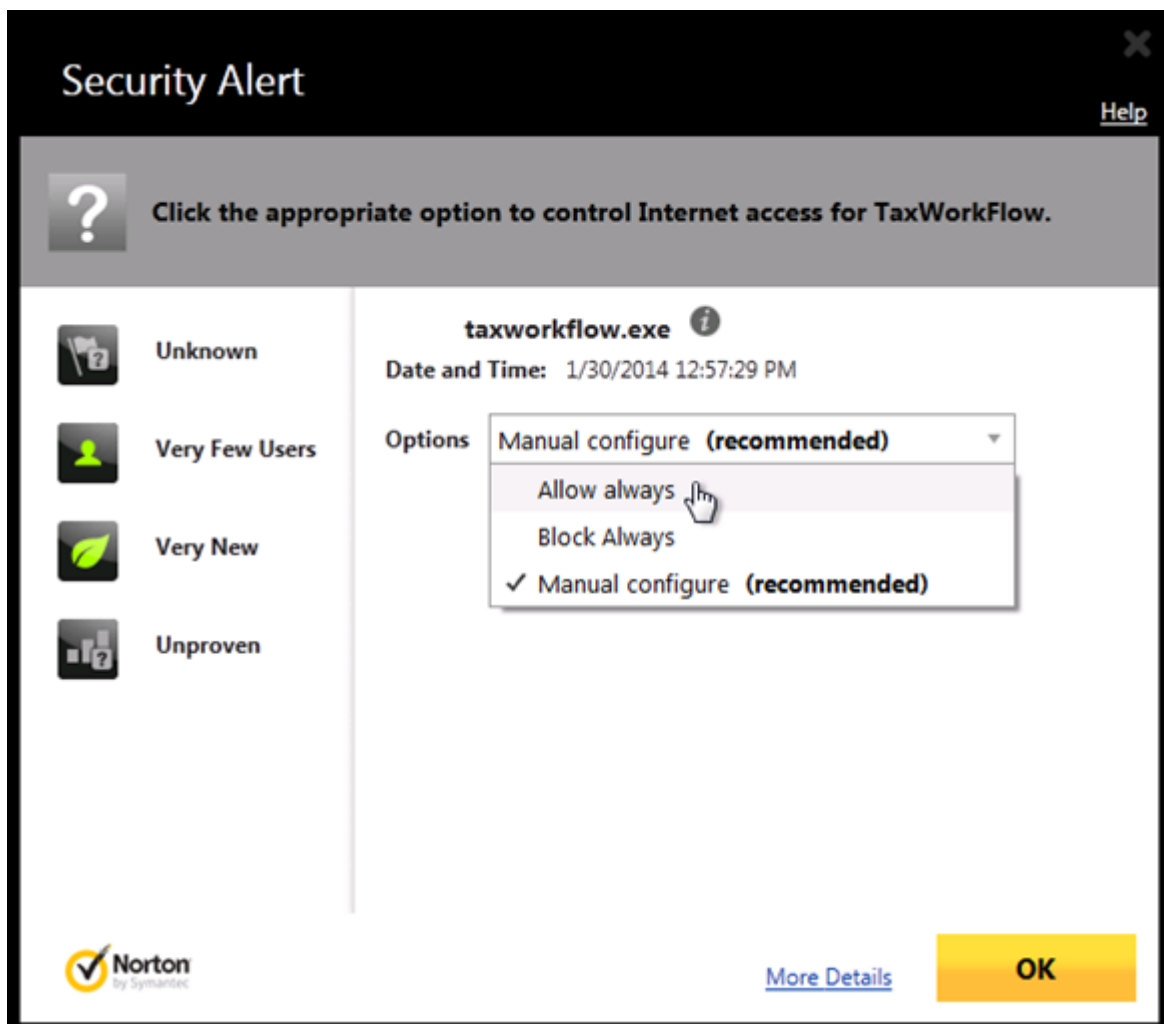 Security Alert
Help
Click the appropriate option to control Internet access for TaxWorkFlow.
Unknown
Very Few Users
Very New
Unproven
taxworkflow.exe
Date and Time: 1/30/2014 12:57:29 PM
Options Manual configure (recommended)
Allow always
Block Always
✓ Manual configure (recommended)
Norton
by Symantec
More Details
OK